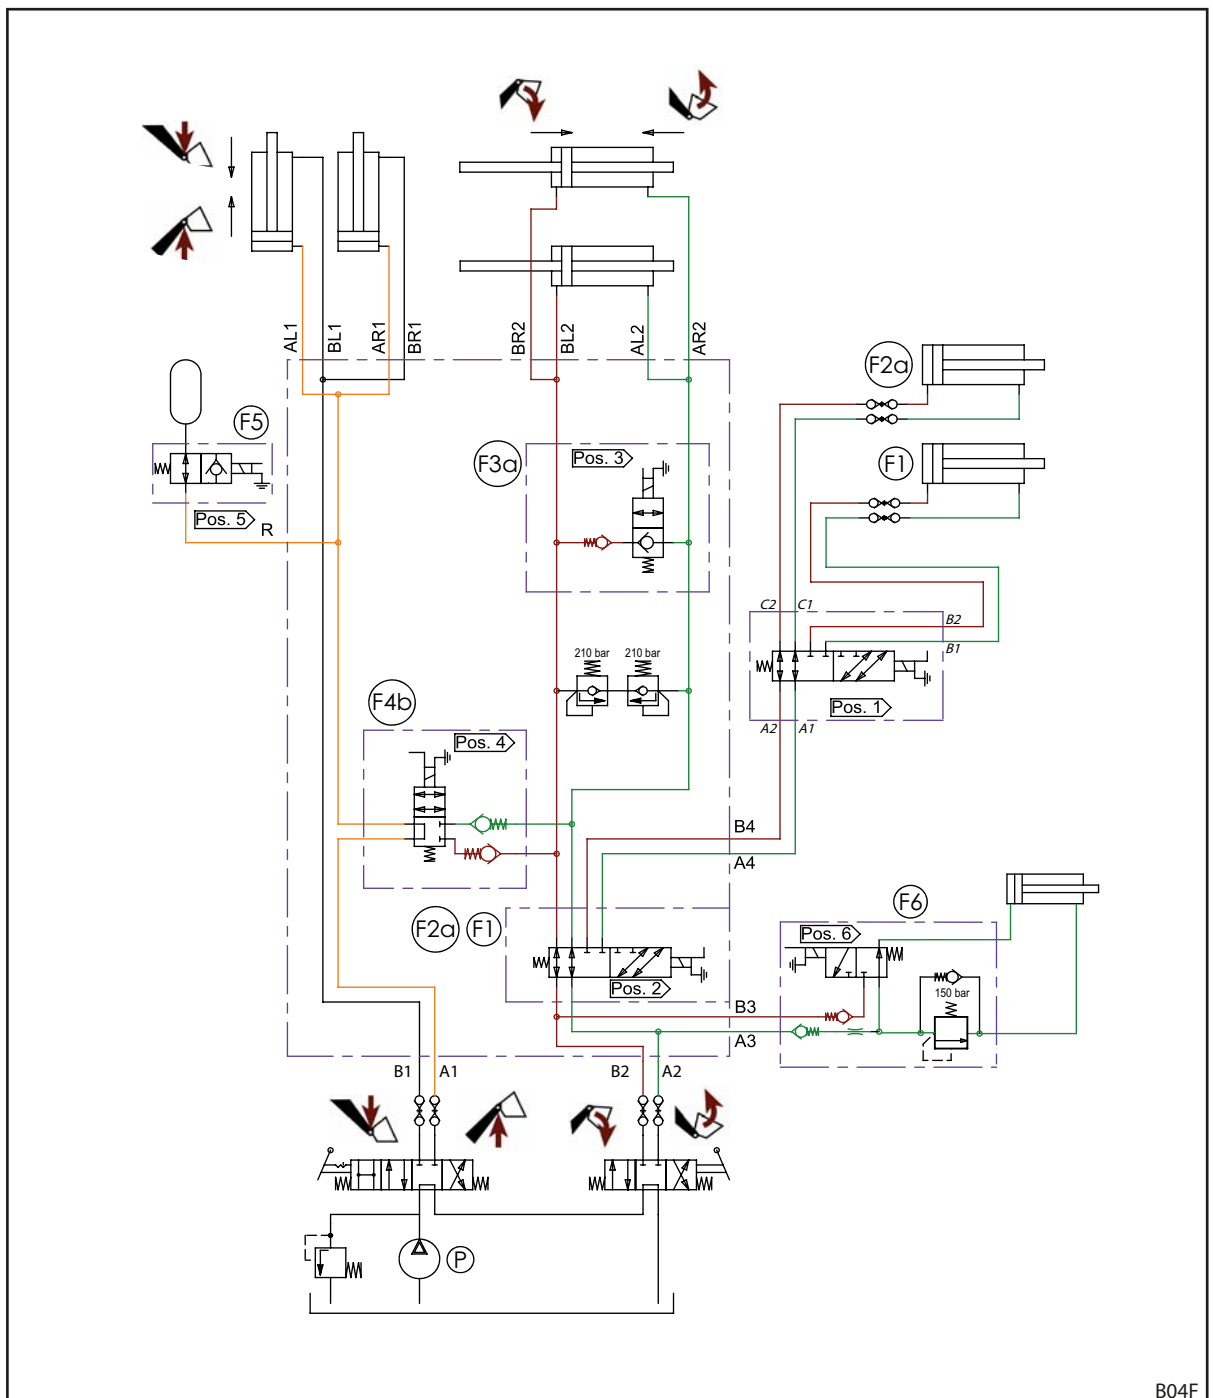 AL1
BL1
AR1
BR1
BR2
BL2
AL2
AR2
F2a
F5
F3a
Pos. 3
F1
Pos. 5
R
C2
C1
B2
B1
210 bar
210 bar
F4b
Pos. 1
A2
A1
Pos. 4
B4
A4
F2a
F1
F6
Pos. 6
Pos. 2
150 bar
B3
A3
B1
A1
B2
A2
P
B04F